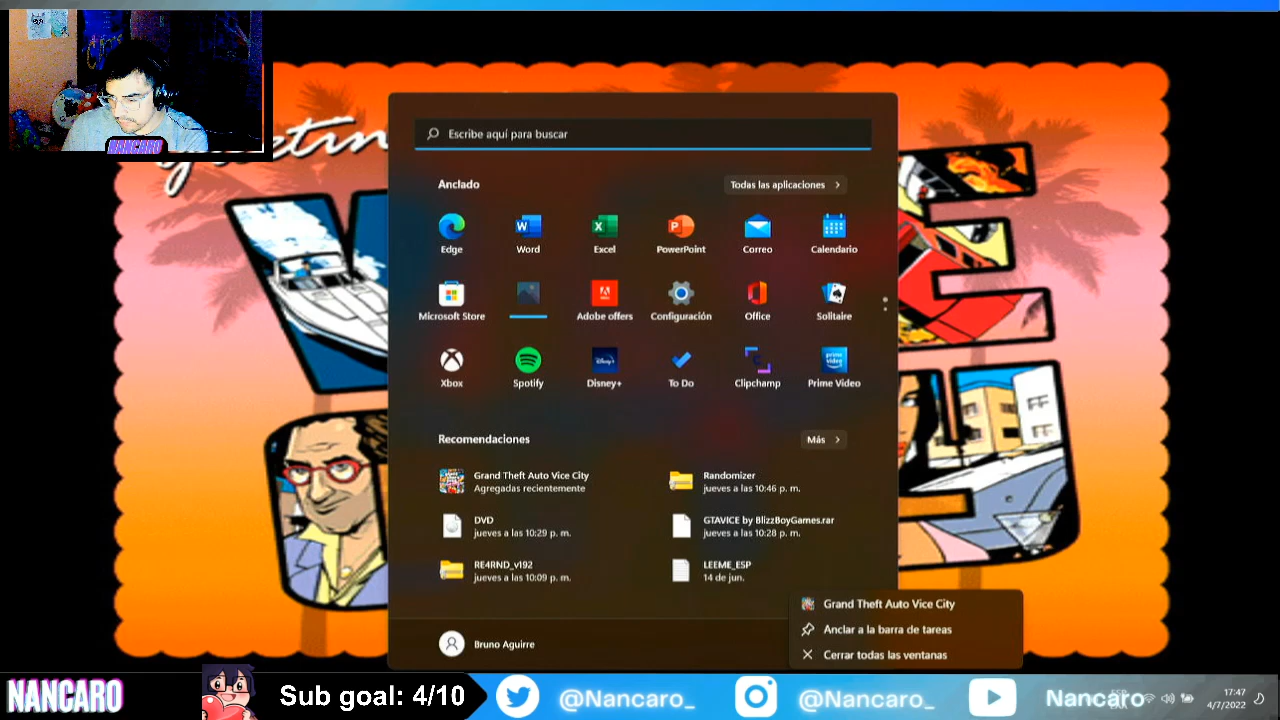 NANCARO
Greetin
Escribe aquí para buscar
Anclado
Todas las aplicaciones
Edge
Word
Excel
PowerPoint
Correo
Calendario
Microsoft Store
Adobe offers
Configuración
Office
Solitaire
Xbox
Spotify
Disney+
To Do
Clipchamp
Prime Video
Recomendaciones
Más
Grand Theft Auto Vice City
Agregadas recientemente
Randomizer
jueves a las 10:46 p. m.
DVD
jueves a las 10:29 p. m.
GTAVICE by BlizzBoyGames.rar
jueves a las 10:28 p. m.
RE4RND_v192
jueves a las 10:09 p. m.
LEEME_ESP
14 de jun.
Grand Theft Auto Vice City
Anclar a la barra de tareas
Cerrar todas las ventanas
Bruno Aguirre
NANCARO
Sub goal: 4/10
@Nancaro_
@Nancaro_
Nancaro
17:47
4/7/2022